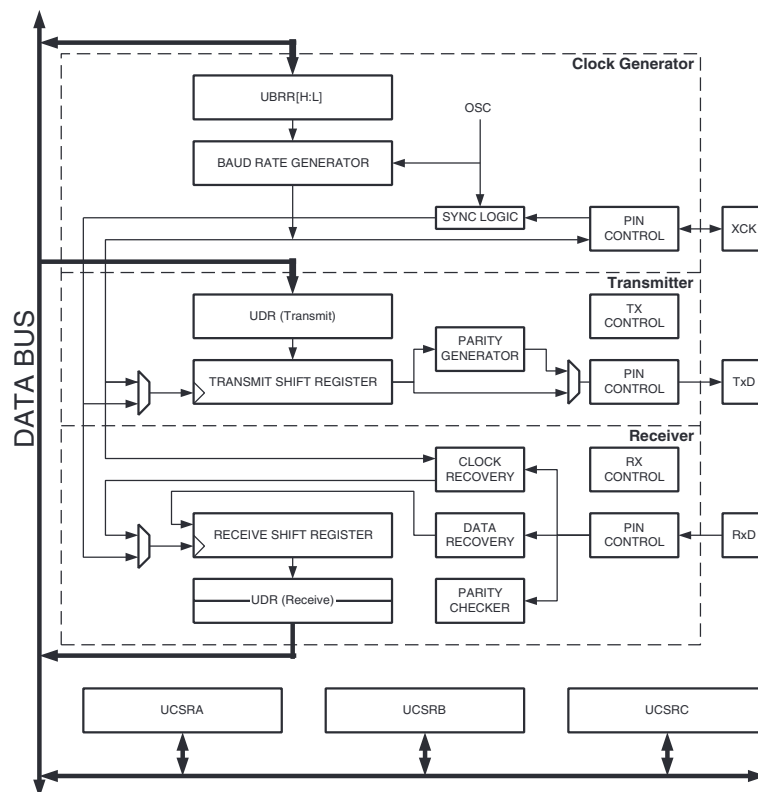 Clock Generator
UBRR[H:L]
OSC
BAUD RATE GENERATOR
SYNC LOGIC
PIN
CONTROL
XCK
Transmitter
UDR (Transmit)
TX
CONTROL
PARITY
GENERATOR
TRANSMIT SHIFT REGISTER
PIN
CONTROL
TxD
DATA BUS
Receiver
CLOCK
RECOVERY
RX
CONTROL
RECEIVE SHIFT REGISTER
DATA
RECOVERY
PIN
CONTROL
RxD
UDR (Receive)
PARITY
CHECKER
UCSRA
UCSRB
UCSRC